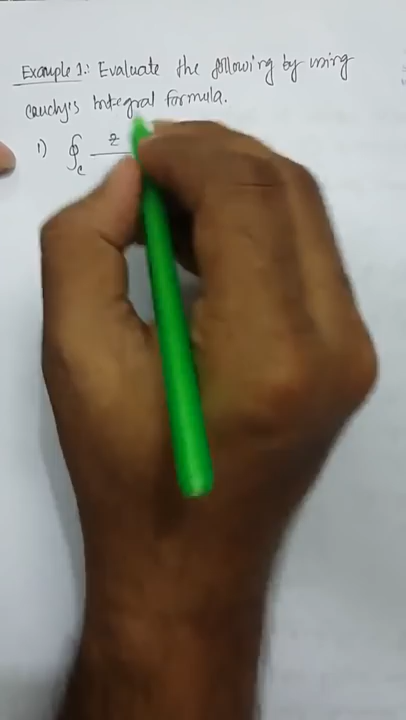 Example 1: Evaluate the following by using
cauchy's Integral formula.
1) ∮c z